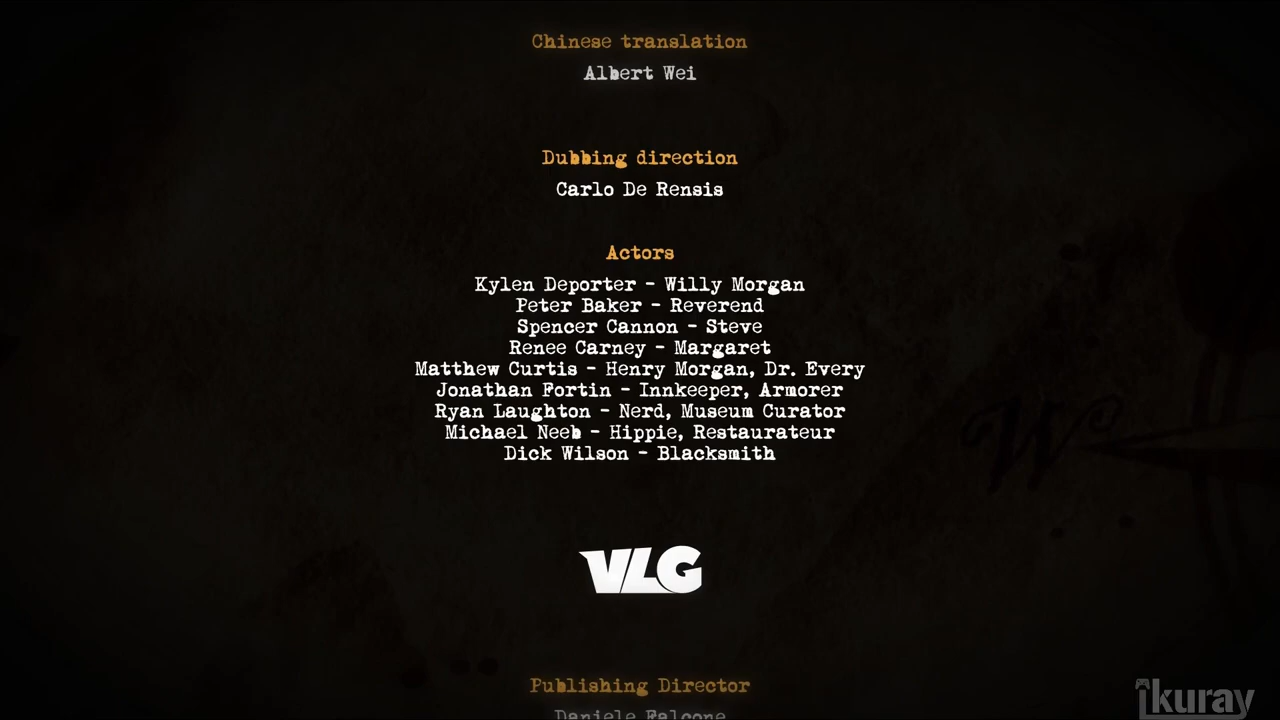 Chinese translation
Albert Wei
Dubbing direction
Carlo De Rensis
Actors
Kylen Deporter - Willy Morgan
Peter Baker - Reverend
Spencer Cannon - Steve
Renee Carney - Margaret
Matthew Curtis - Henry Morgan, Dr. Every
Jonathan Fortin - Innkeeper, Armorer
Ryan Laughton - Nerd, Museum Curator
Michael Neeb - Hippie, Restaurateur
Dick Wilson - Blacksmith
W
VLG
Publishing Director
Daniele Falcone
ikuray